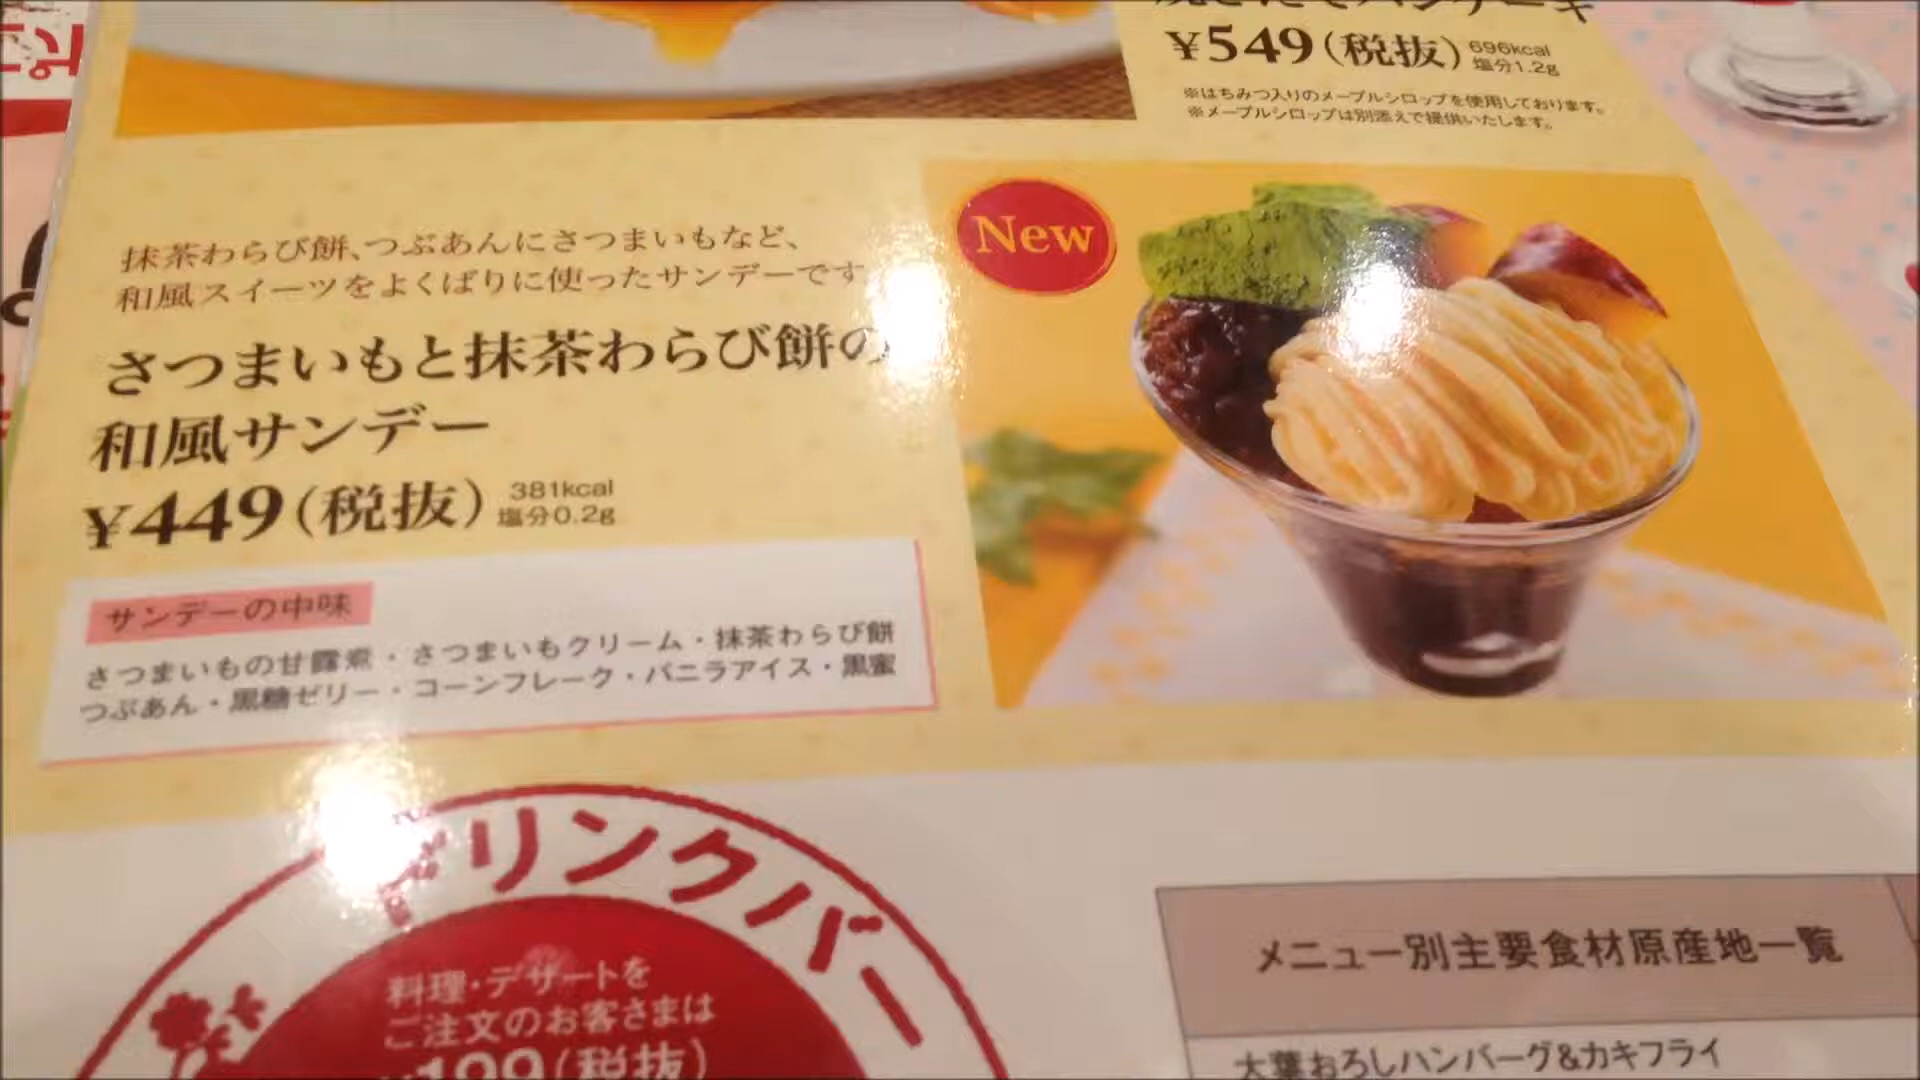 ¥549(税抜) 696kcal
塩分1.2g
※はちみつ入りのメープルシロップを使用しております。
※メープルシロップは別添えで提供いたします。
New
抹茶わらび餅、つぶあんにさつまいもなど、
和風スイーツをよくばりに使ったサンデーです
さつまいもと抹茶わらび餅の
和風サンデー
¥449(税抜) 381kcal
塩分0.2g
サンデーの中味
さつまいもの甘露煮・さつまいもクリーム・抹茶わらび餅
つぶあん・黒糖ゼリー・コーンフレーク・バニラアイス・黒蜜
ドリンクバー
料理・デザートを
ご注文のお客さまは
¥199(税抜)
メニュー別主要食材原産地一覧
大葉おろしハンバーグ&カキフライ